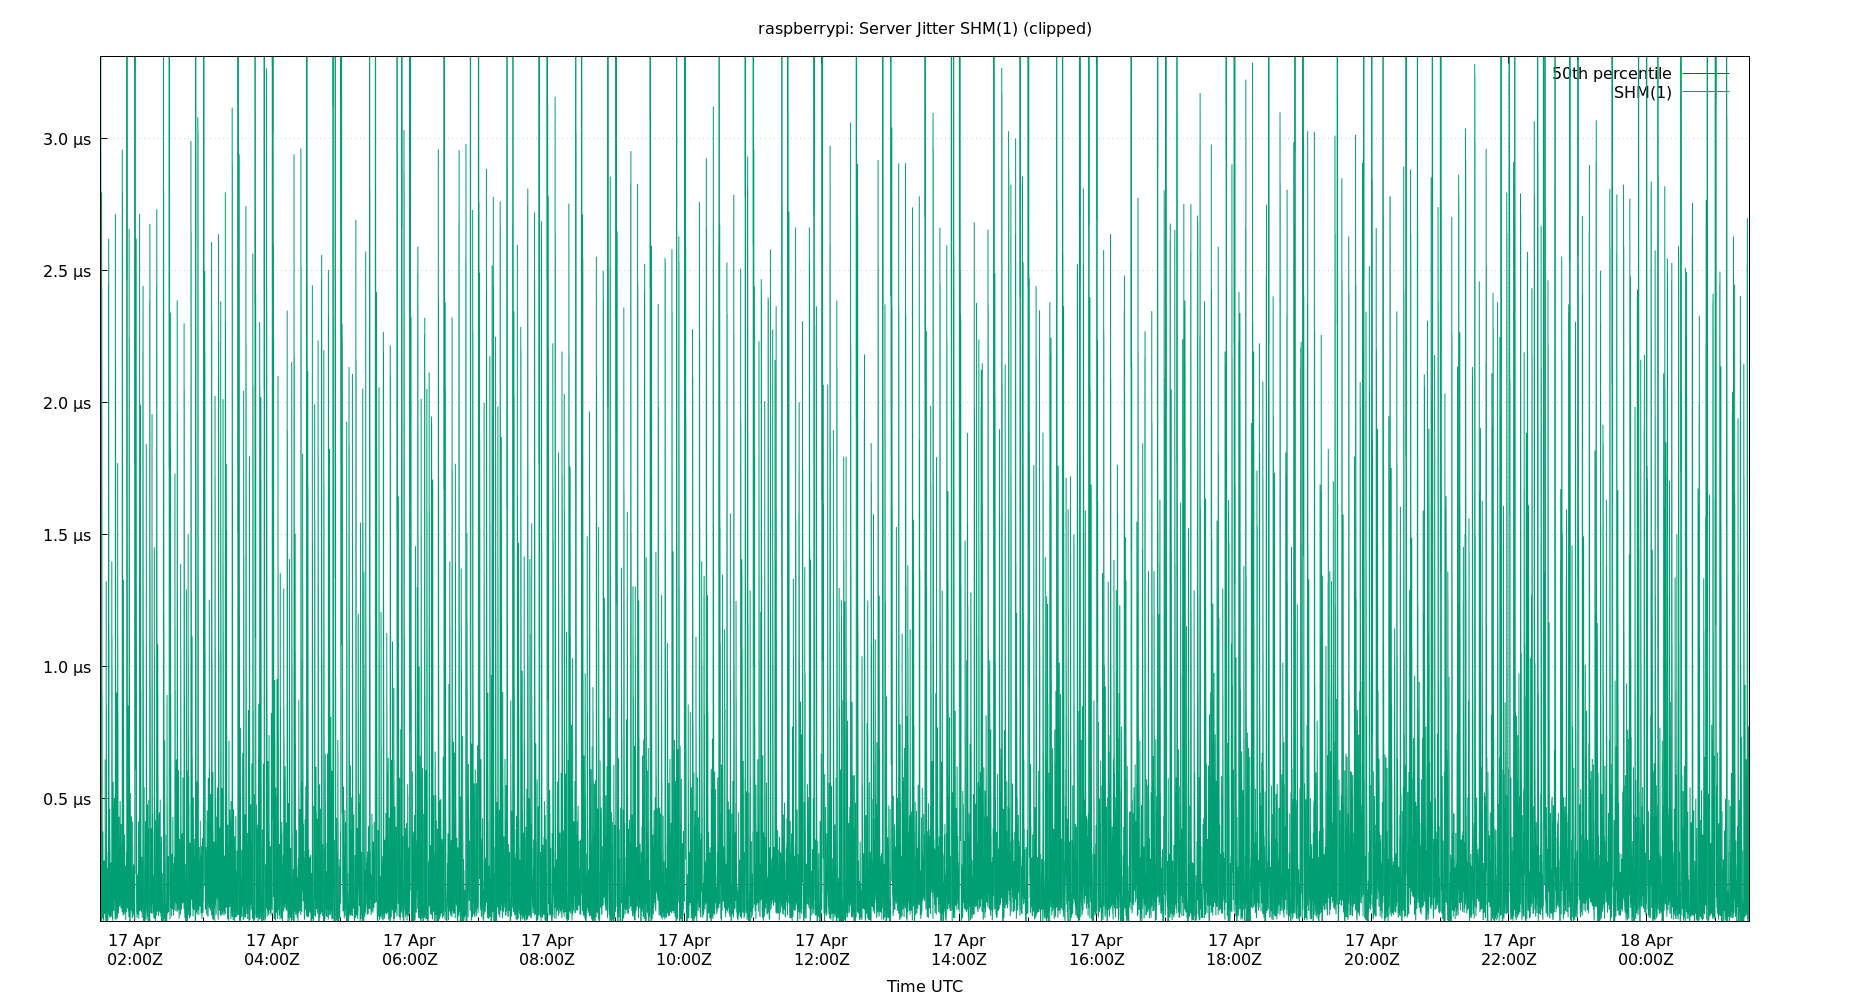 raspberrypi: Server Jitter SHM(1) (clipped)
50th percentile
SHM(1)
3.0 µs
2.5 µs
2.0 µs
1.5 µs
1.0 µs
0.5 µs
17 Apr 17 Apr 17 Apr 17 Apr 17 Apr 17 Apr 17 Apr 17 Apr 17 Apr 17 Apr 17 Apr 18 Apr
02:00Z 04:00Z 06:00Z 08:00Z 10:00Z 12:00Z 14:00Z 16:00Z 18:00Z 20:00Z 22:00Z 00:00Z
Time UTC